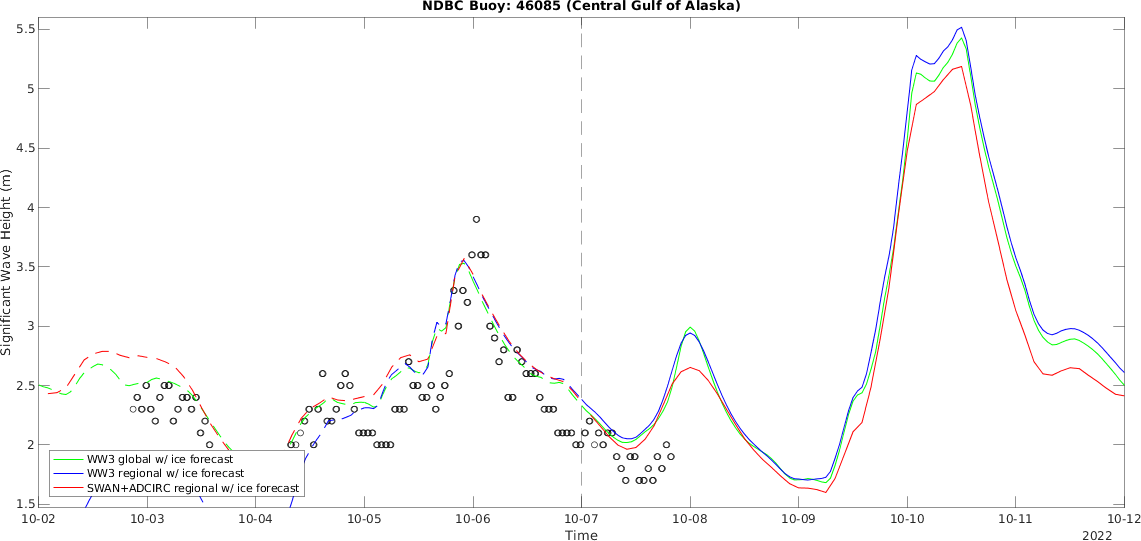 NDBC Buoy: 46085 (Central Gulf of Alaska)
Significant Wave Height (m)
5.5
5
4.5
4
3.5
3
2.5
2
1.5
WW3 global w/ ice forecast
WW3 regional w/ ice forecast
SWAN+ADCIRC regional w/ ice forecast
10-02 10-03 10-04 10-05 10-06 10-07 10-08 10-09 10-10 10-11 10-12
Time
2022